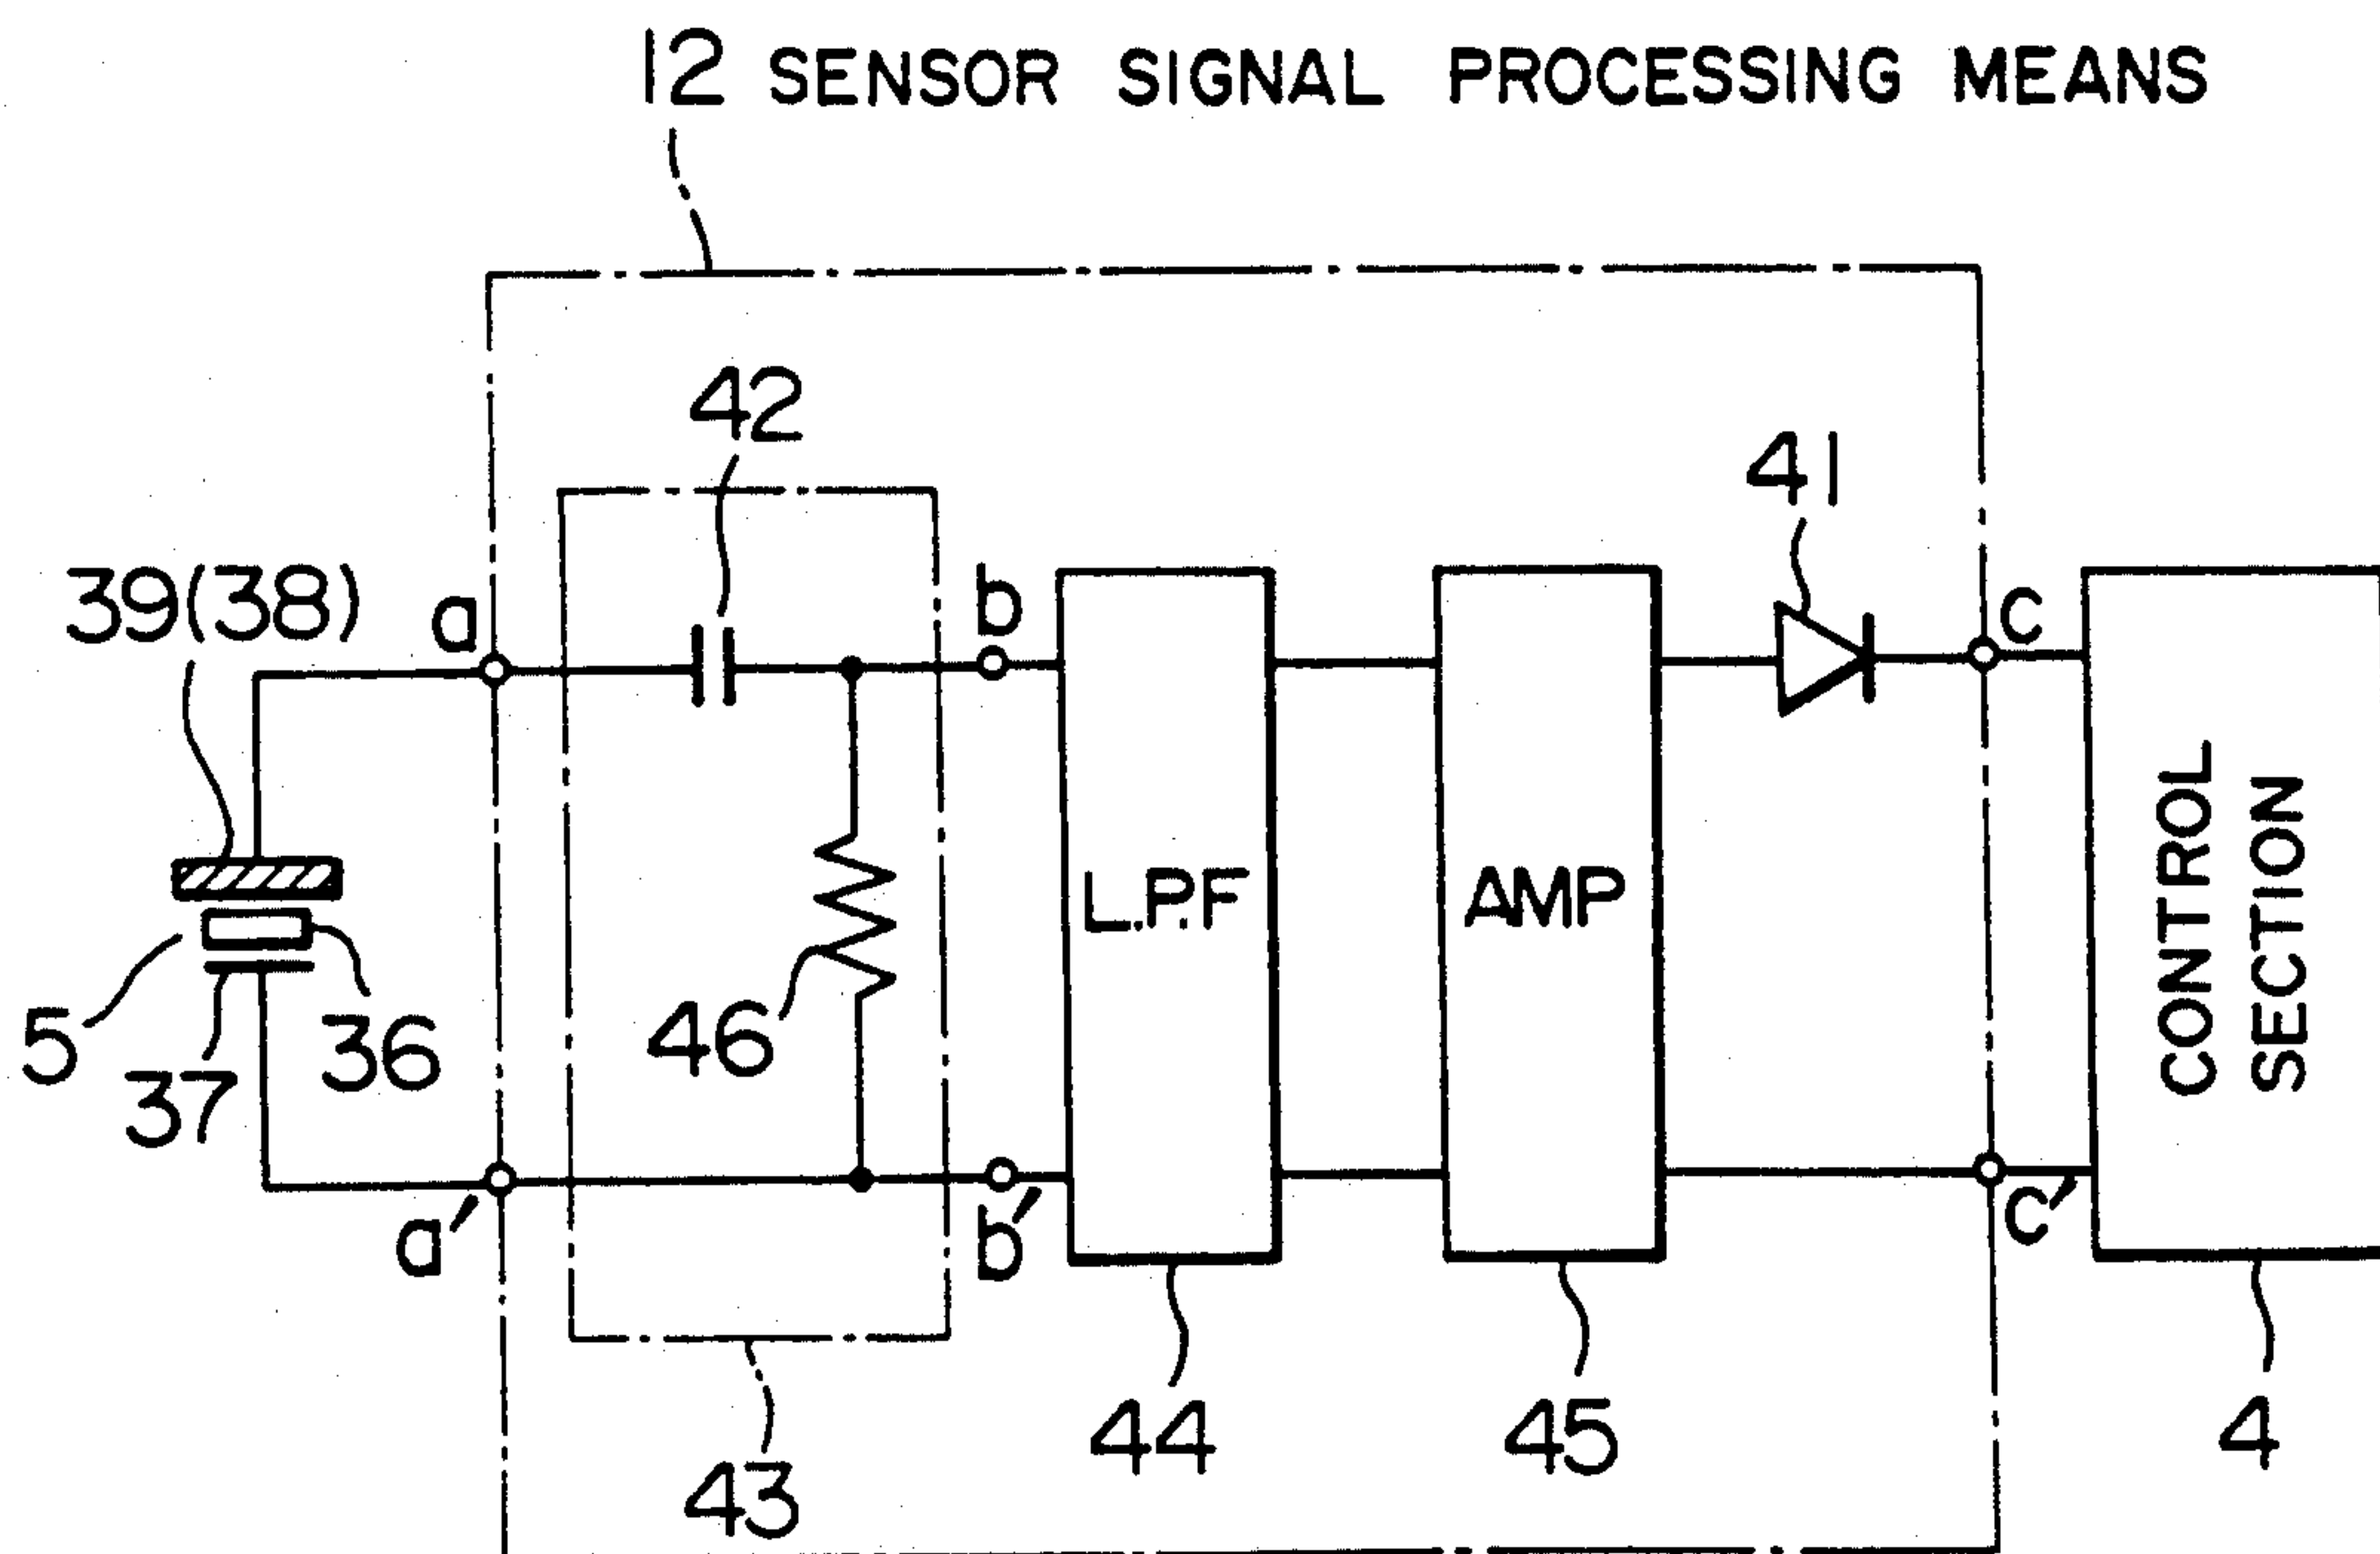 12 SENSOR SIGNAL PROCESSING MEANS
42
41
39(38)
a
b
c
L.P.F
AMP
CONTROL
SECTION
5
37
36
46
a'
b'
c'
43
44
45
4